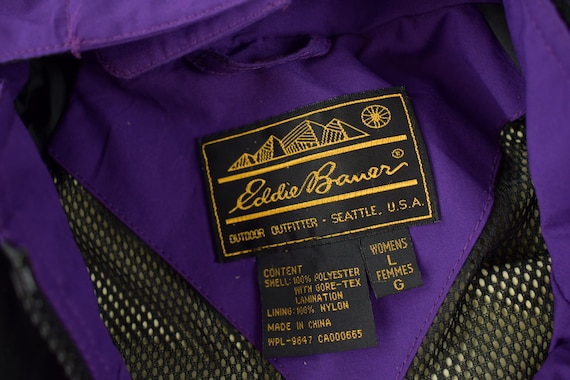 Eddie Bauer®
OUTDOOR OUTFITTER - SEATTLE, U.S.A.
WOMENS
L
FEMMES
G
CONTENT
SHELL: 100% POLYESTER
WITH GORE-TEX
LAMINATION
LINING: 100% NYLON
MADE IN CHINA
WPL-9647 CA000665